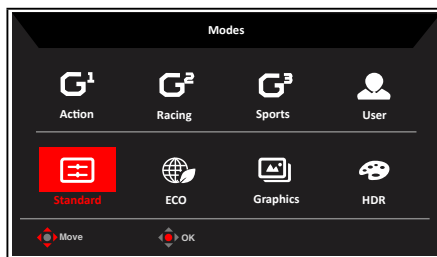 Modes
G¹ G² G³
Action Racing Sports User
Standard ECO Graphics HDR
Move OK